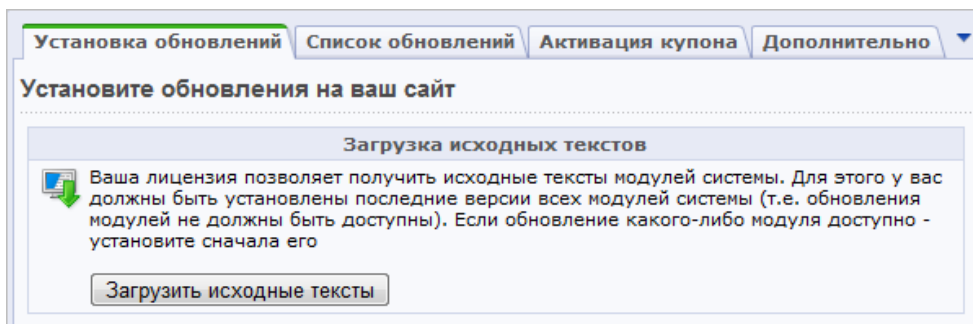 Установка обновлений Список обновлений Активация купона Дополнительно
Установите обновления на ваш сайт
Загрузка исходных текстов
Ваша лицензия позволяет получить исходные тексты модулей системы. Для этого у вас
должны быть установлены последние версии всех модулей системы (т.е. обновления
модулей не должны быть доступны). Если обновление какого-либо модуля доступно -
установите сначала его
Загрузить исходные тексты